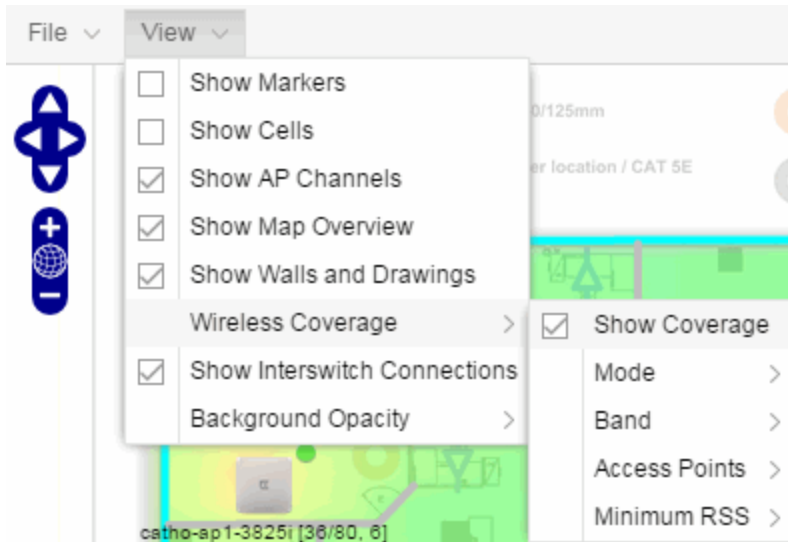 File View
Show Markers
Show Cells
Show AP Channels
Show Map Overview
Show Walls and Drawings
Wireless Coverage
Show Interswitch Connections
Background Opacity
0/125mm
er location / CAT 5E
Show Coverage
Mode
Band
Access Points
Minimum RSS
catho-ap1-3825i [36/80, 6]